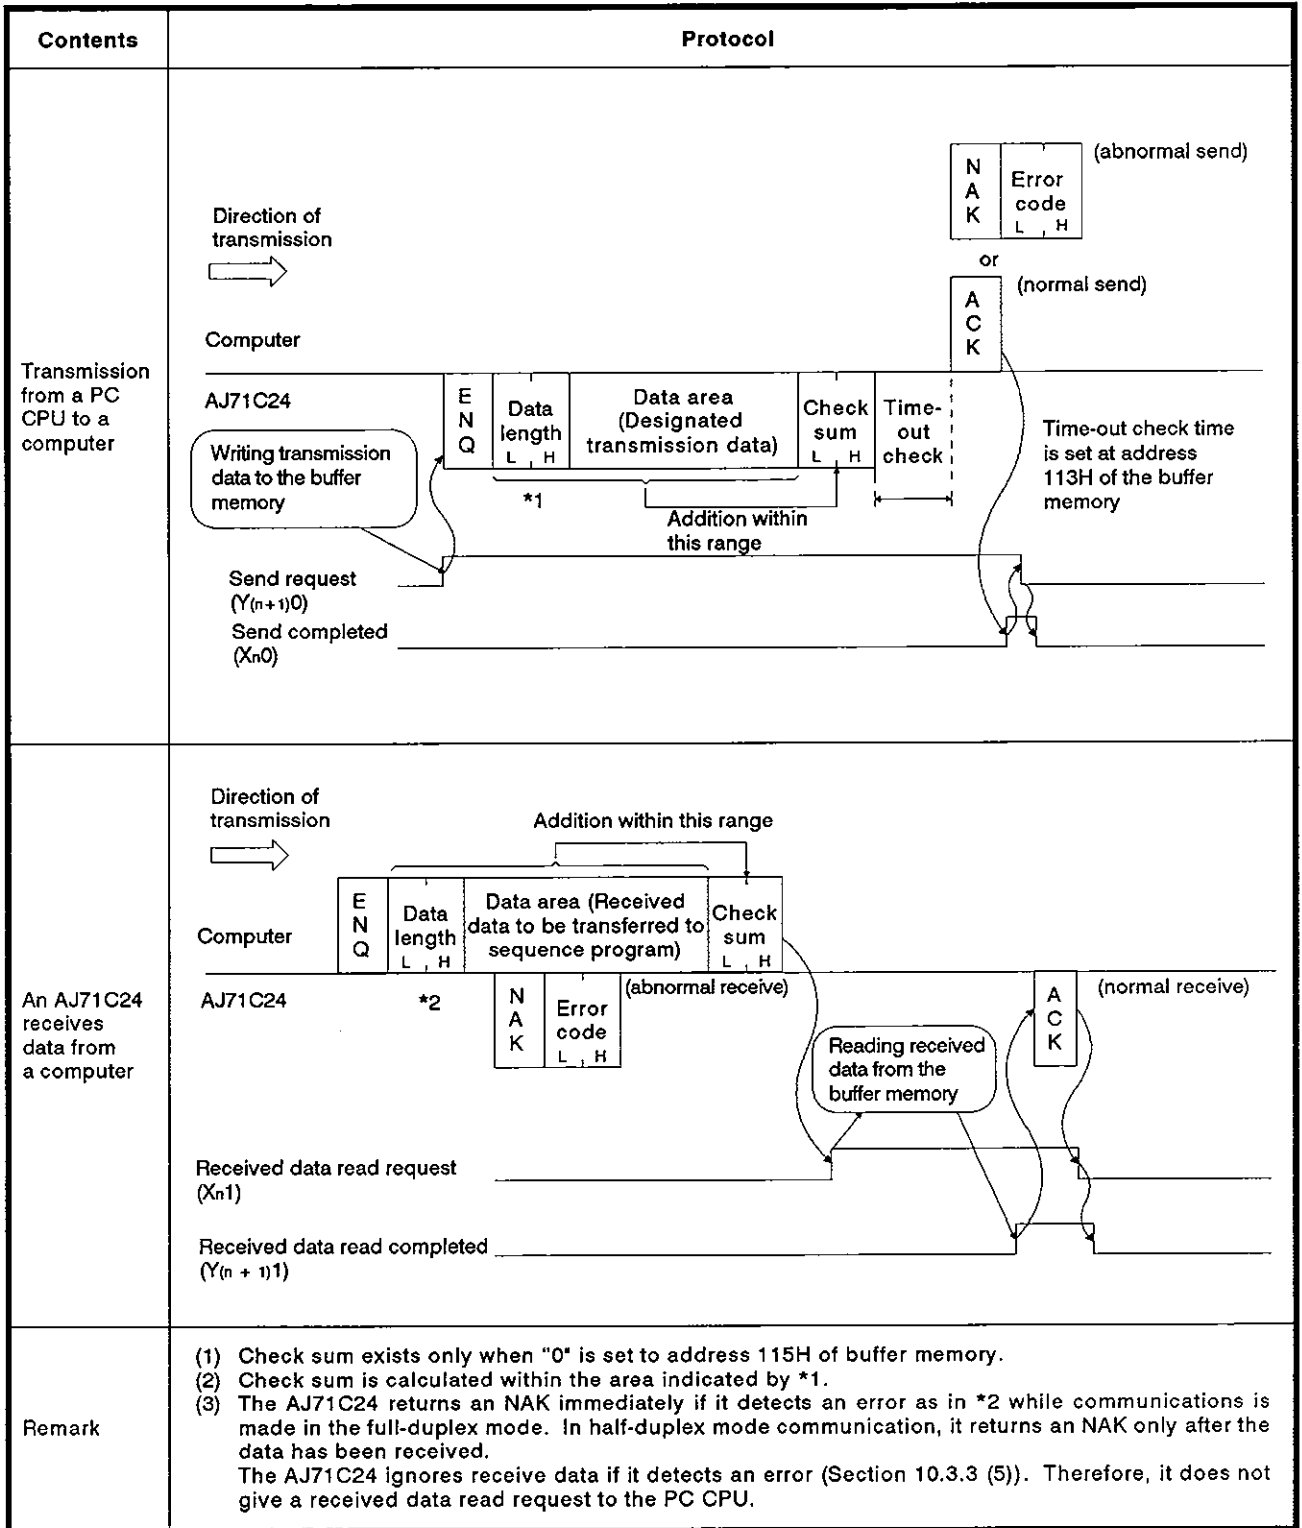 Contents
Protocol
Transmission
from a PC
CPU to a
computer
Direction of
transmission
Computer
AJ71C24
Writing transmission
data to the buffer
memory
E
N
Q
Data
length
L H
*1
Data area
(Designated
transmission data)
Check
sum
L H
Time-
out
check
Addition within
this range
N
A
K
Error
code
L H
(abnormal send)
or
A
C
K
(normal send)
Time-out check time
is set at address
113H of the buffer
memory
Send request
(Y(n+1)0)
Send completed
(Xn0)
An AJ71C24
receives
data from
a computer
Direction of
transmission
Addition within this range
Computer
E
N
Q
Data
length
L H
Data area (Received
data to be transferred to
sequence program)
Check
sum
L H
AJ71C24
*2
N
A
K
Error
code
L H
(abnormal receive)
Reading received
data from the
buffer memory
A
C
K
(normal receive)
Received data read request
(Xn1)
Received data read completed
(Y(n + 1)1)
Remark
(1) Check sum exists only when "0" is set to address 115H of buffer memory.
(2) Check sum is calculated within the area indicated by *1.
(3) The AJ71C24 returns an NAK immediately if it detects an error as in *2 while communications is
made in the full-duplex mode. In half-duplex mode communication, it returns an NAK only after the
data has been received.
The AJ71C24 ignores receive data if it detects an error (Section 10.3.3 (5)). Therefore, it does not
give a received data read request to the PC CPU.